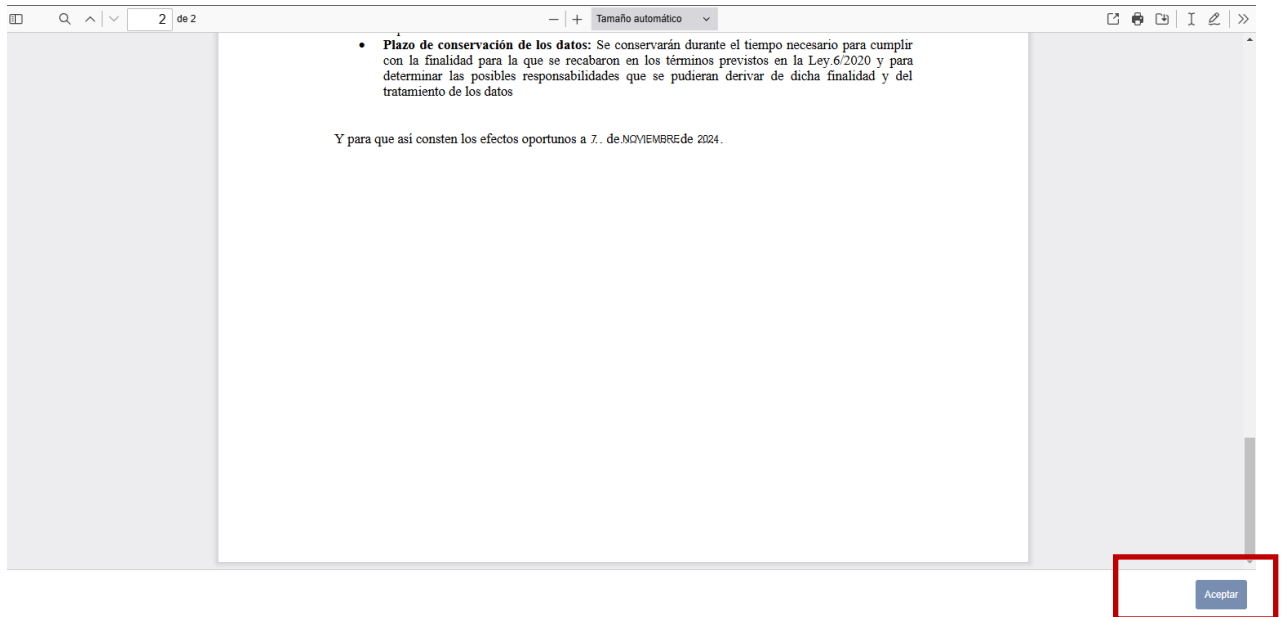 2 de 2 Tamaño automático
Plazo de conservación de los datos: Se conservarán durante el tiempo necesario para cumplir
con la finalidad para la que se recabaron en los términos previstos en la Ley.6/2020 y para
determinar las posibles responsabilidades que se pudieran derivar de dicha finalidad y del
tratamiento de los datos
Y para que así consten los efectos oportunos a 7.. de.NOVIEMBREde 2024.
Aceptar